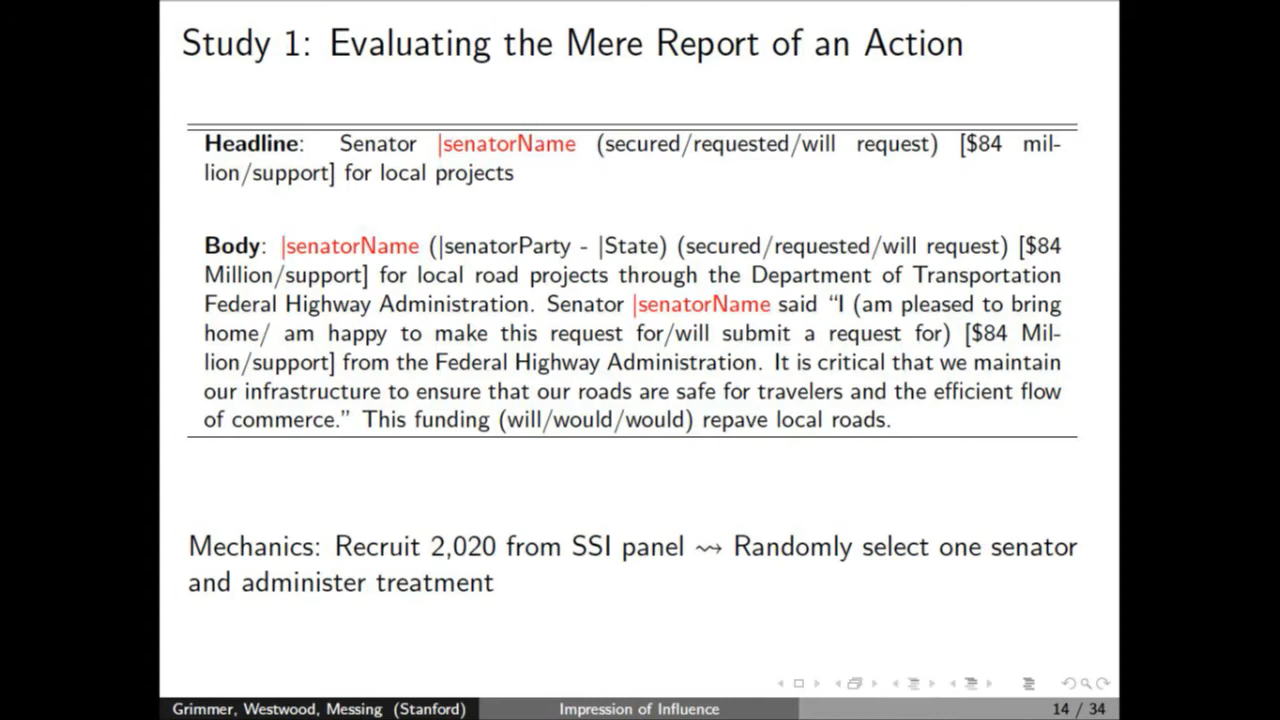 Study 1: Evaluating the Mere Report of an Action
Headline: Senator |senatorName (secured/requested/will request) [$84 mil-
lion/support] for local projects
Body: |senatorName (|senatorParty - |State) (secured/requested/will request) [$84
Million/support] for local road projects through the Department of Transportation
Federal Highway Administration. Senator |senatorName said “I (am pleased to bring
home/ am happy to make this request for/will submit a request for) [$84 Mil-
lion/support] from the Federal Highway Administration. It is critical that we maintain
our infrastructure to ensure that our roads are safe for travelers and the efficient flow
of commerce.” This funding (will/would/would) repave local roads.
Mechanics: Recruit 2,020 from SSI panel ⇝ Randomly select one senator
and administer treatment
Grimmer, Westwood, Messing (Stanford) Impression of Influence 14 / 34